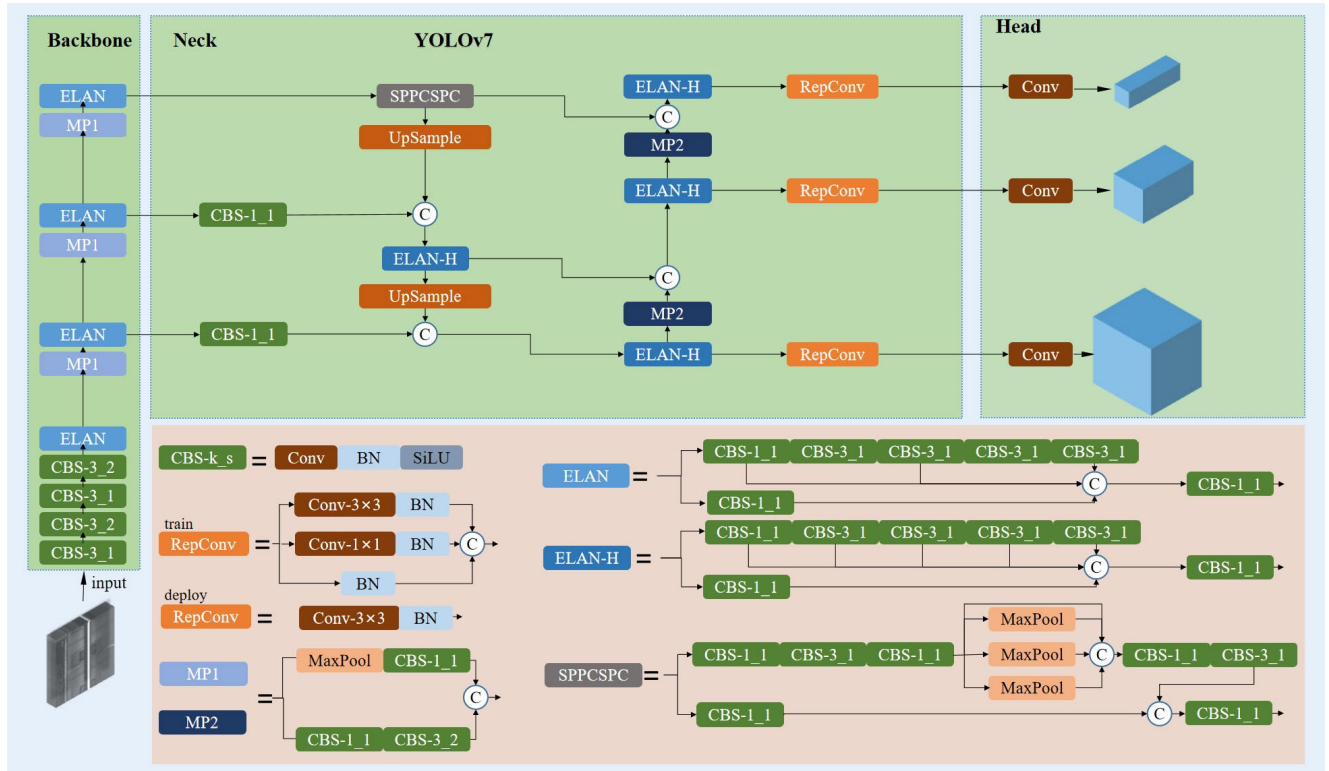 Backbone
Neck
YOLOv7
Head
ELAN
MP1
SPPCSPC
UpSample
ELAN-H
C
MP2
RepConv
Conv
ELAN
MP1
CBS-1_1
C
ELAN-H
RepConv
Conv
ELAN-H
UpSample
C
MP2
ELAN
MP1
CBS-1_1
C
ELAN-H
RepConv
Conv
ELAN
CBS-3_2
CBS-3_1
CBS-3_2
CBS-3_1
input
CBS-k_s = Conv BN SiLU
train
RepConv =
Conv-3×3 BN
Conv-1×1 BN
C
BN
deploy
RepConv = Conv-3×3 BN
MP1
MP2
=
MaxPool CBS-1_1
C
CBS-1_1 CBS-3_2
ELAN =
CBS-1_1 CBS-3_1 CBS-3_1 CBS-3_1 CBS-3_1
C
CBS-1_1
CBS-1_1
ELAN-H =
CBS-1_1 CBS-3_1 CBS-3_1 CBS-3_1 CBS-3_1
C
CBS-1_1
CBS-1_1
SPPCSPC =
CBS-1_1 CBS-3_1 CBS-1_1
MaxPool
MaxPool
MaxPool
C
CBS-1_1 CBS-3_1
CBS-1_1
C
CBS-1_1